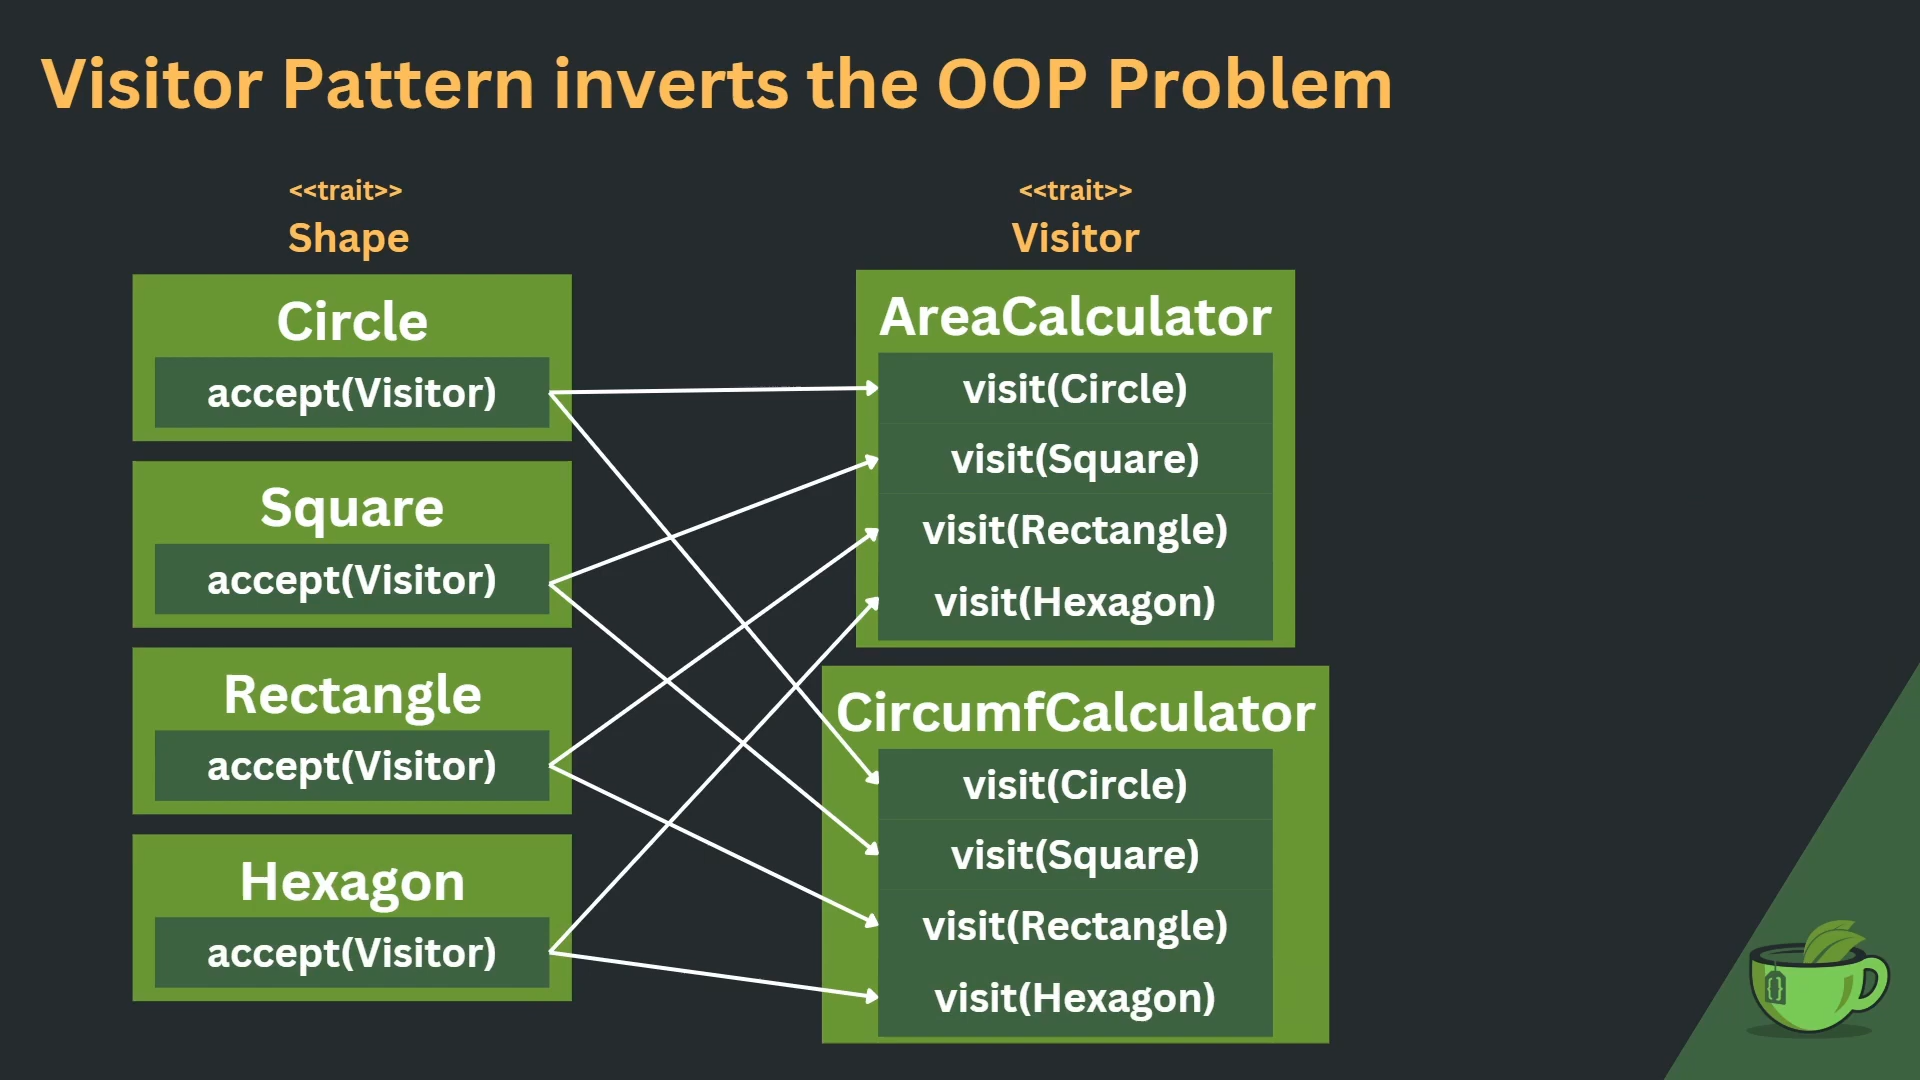 Visitor Pattern inverts the OOP Problem
<<trait>>
Shape
Circle
accept(Visitor)
Square
accept(Visitor)
Rectangle
accept(Visitor)
Hexagon
accept(Visitor)
<<trait>>
Visitor
AreaCalculator
visit(Circle)
visit(Square)
visit(Rectangle)
visit(Hexagon)
CircumfCalculator
visit(Circle)
visit(Square)
visit(Rectangle)
visit(Hexagon)
{}